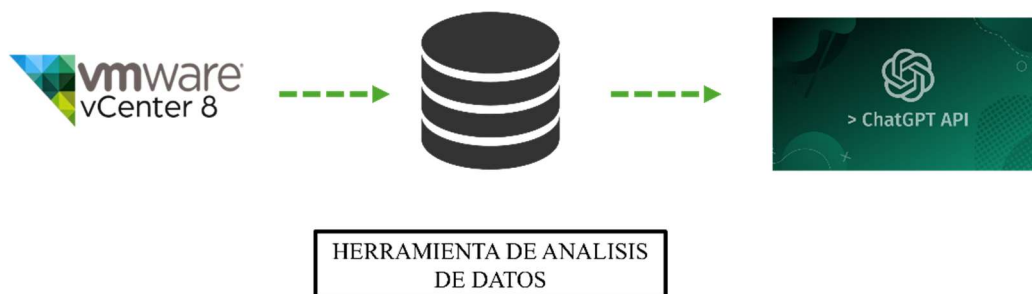 vmware
vCenter 8
> ChatGPT API
HERRAMIENTA DE ANALISIS
DE DATOS